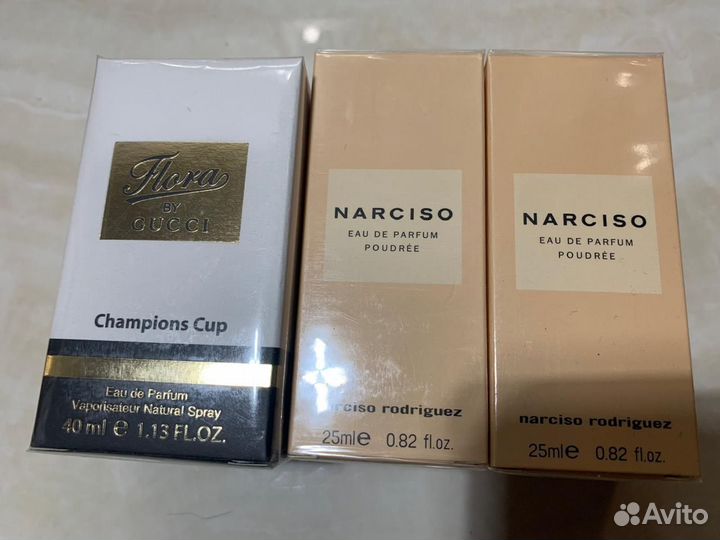 Flora
BY
GUCCI
Champions Cup
Eau de Parfum
Vaporisateur Natural Spray
40 ml e 1.13 FL.OZ.
NARCISO
EAU DE PARFUM
POUDRÉE
narciso rodriguez
25ml e 0.82 fl.oz.
NARCISO
EAU DE PARFUM
POUDRÉE
narciso rodriguez
25ml e 0.82 fl.oz.
Avito